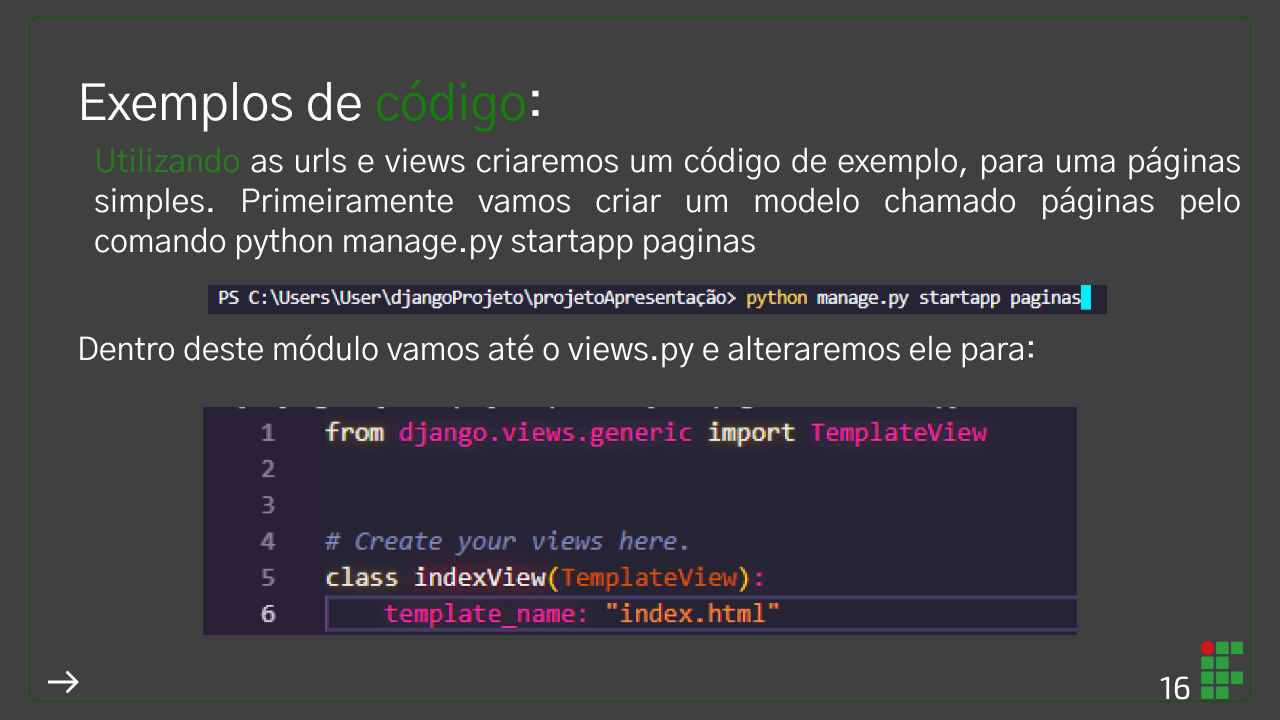 Exemplos de código:
Utilizando as urls e views criaremos um código de exemplo, para uma páginas
simples. Primeiramente vamos criar um modelo chamado páginas pelo
comando python manage.py startapp paginas
PS C:\Users\User\djangoProjeto\projetoApresentação> python manage.py startapp paginas
Dentro deste módulo vamos até o views.py e alteraremos ele para:
1 from django.views.generic import TemplateView
2
3
4 # Create your views here.
5 class indexView(TemplateView):
6 template_name: "index.html"
16